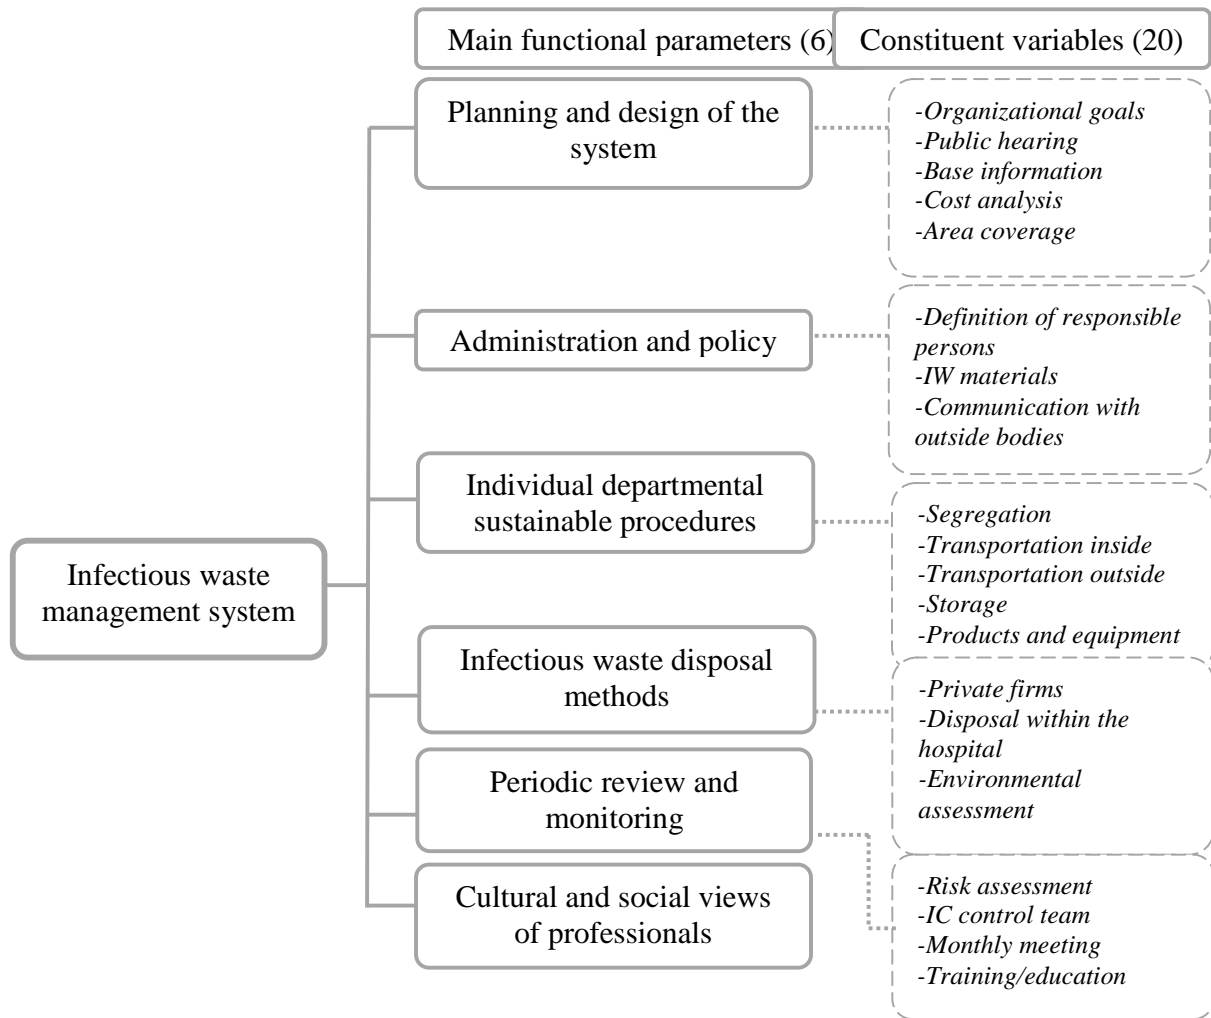 Main functional parameters (6)
Constituent variables (20)
Planning and design of the
system
-Organizational goals
-Public hearing
-Base information
-Cost analysis
-Area coverage
Administration and policy
-Definition of responsible
persons
-IW materials
-Communication with
outside bodies
Individual departmental
sustainable procedures
-Segregation
-Transportation inside
-Transportation outside
-Storage
-Products and equipment
Infectious waste
management system
Infectious waste disposal
methods
-Private firms
-Disposal within the
hospital
-Environmental
assessment
Periodic review and
monitoring
-Risk assessment
-IC control team
-Monthly meeting
-Training/education
Cultural and social views
of professionals